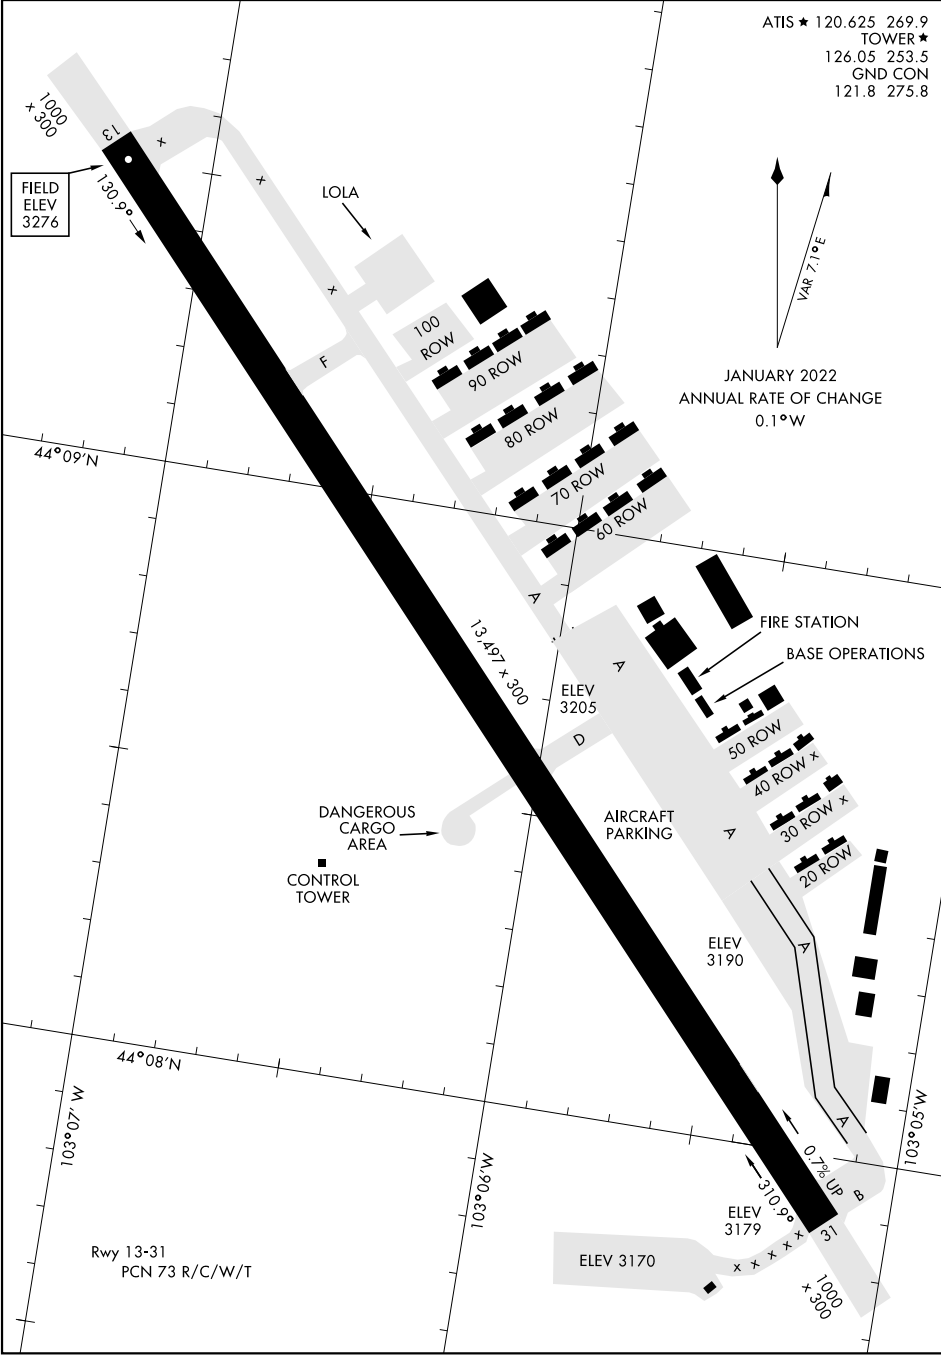 ATIS ★ 120.625 269.9
TOWER ★
126.05 253.5
GND CON
121.8 275.8
1000
x 300
13
FIELD
ELEV
3276
130.9°
LOLA
VAR 7.1° E
JANUARY 2022
ANNUAL RATE OF CHANGE
0.1° W
x
x
x
F
100
ROW
90 ROW
80 ROW
70 ROW
60 ROW
44°09'N
A
13,497 x 300
A
FIRE STATION
BASE OPERATIONS
ELEV
3205
D
50 ROW
40 ROW x
30 ROW x
20 ROW
DANGEROUS
CARGO
AREA
AIRCRAFT
PARKING
A
CONTROL
TOWER
ELEV
3190
A
44°08'N
103°07' W
103°06'W
103°05'W
A
0.7% UP
B
310.9°
ELEV
3179
31
x x x x x
ELEV 3170
1000
x 300
Rwy 13-31
PCN 73 R/C/W/T